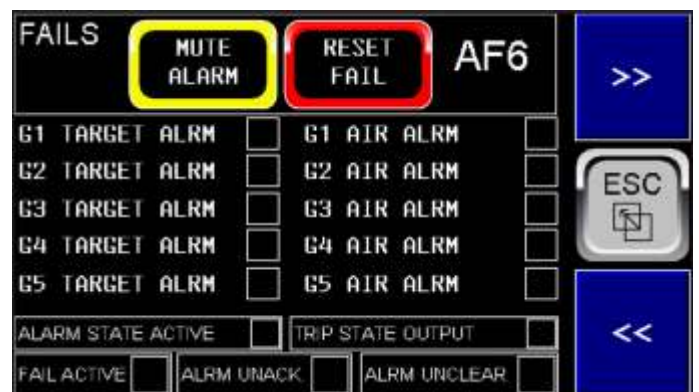 FAILS
MUTE ALARM
RESET FAIL
AF6
>>
G1 TARGET ALRM
G1 AIR ALRM
G2 TARGET ALRM
G2 AIR ALRM
G3 TARGET ALRM
G3 AIR ALRM
G4 TARGET ALRM
G4 AIR ALRM
G5 TARGET ALRM
G5 AIR ALRM
ESC
ALARM STATE ACTIVE
TRIP STATE OUTPUT
<<
FAIL ACTIVE
ALRM UNACK
ALRM UNCLEAR